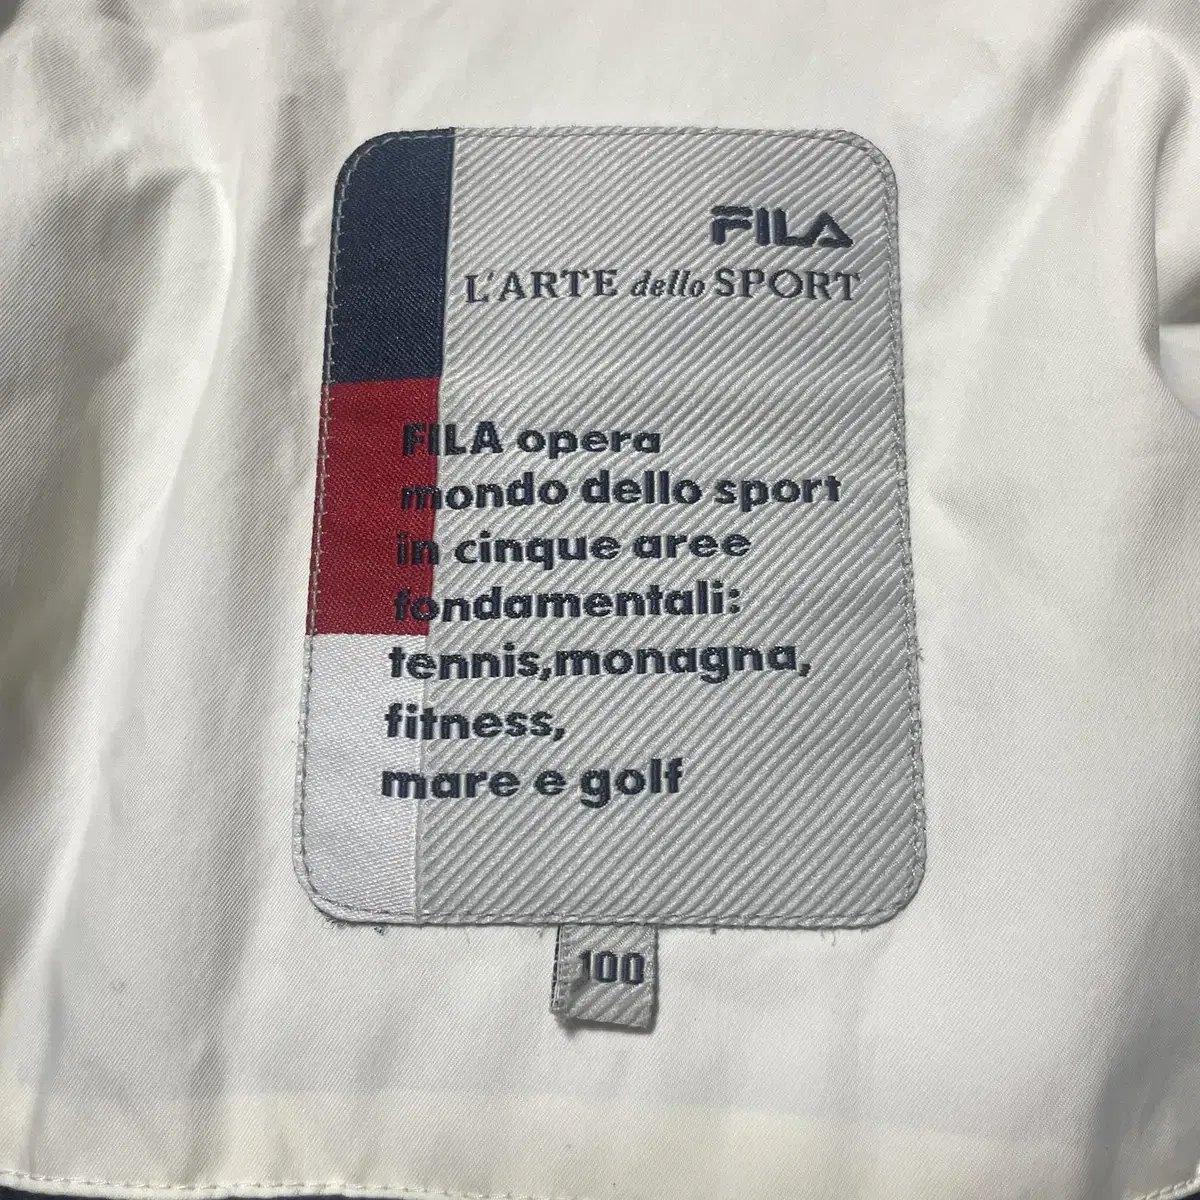 FILA
L'ARTE dello SPORT
FILA opera
mondo dello sport
in cinque aree
fondamentali:
tennis,monagna,
fitness,
mare e golf
100